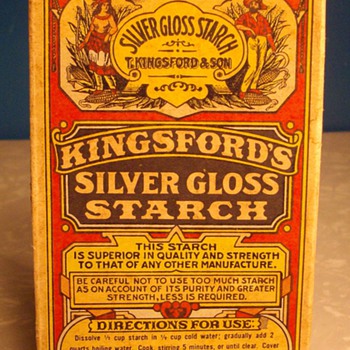 SILVER GLOSS STARCH
T. KINGSFORD & SON
KINGSFORD'S
SILVER GLOSS
STARCH
THIS STARCH
IS SUPERIOR IN QUALITY AND STRENGTH
TO THAT OF ANY OTHER MANUFACTURE.
BE CAREFUL NOT TO USE TOO MUCH STARCH
AS ON ACCOUNT OF ITS PURITY AND GREATER
STRENGTH, LESS IS REQUIRED.
DIRECTIONS FOR USE:
Dissolve ¼ cup starch in ¼ cup cold water; gradually add 2
quarts boiling water. Cook, stirring 5 minutes, or until clear. Cover